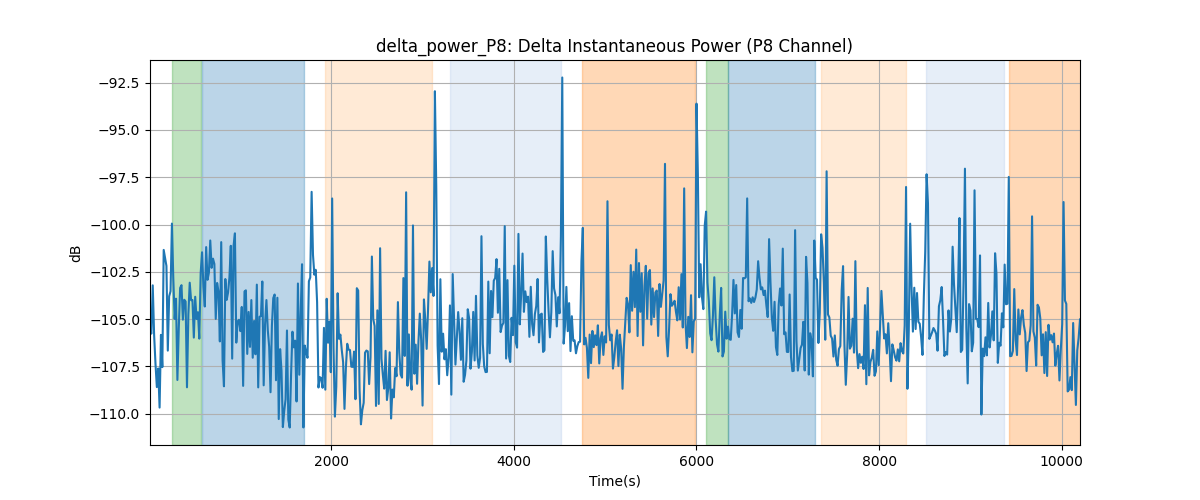 delta_power_P8: Delta Instantaneous Power (P8 Channel)
dB
−92.5
−95.0
−97.5
−100.0
−102.5
−105.0
−107.5
−110.0
2000 4000 6000 8000 10000
Time(s)